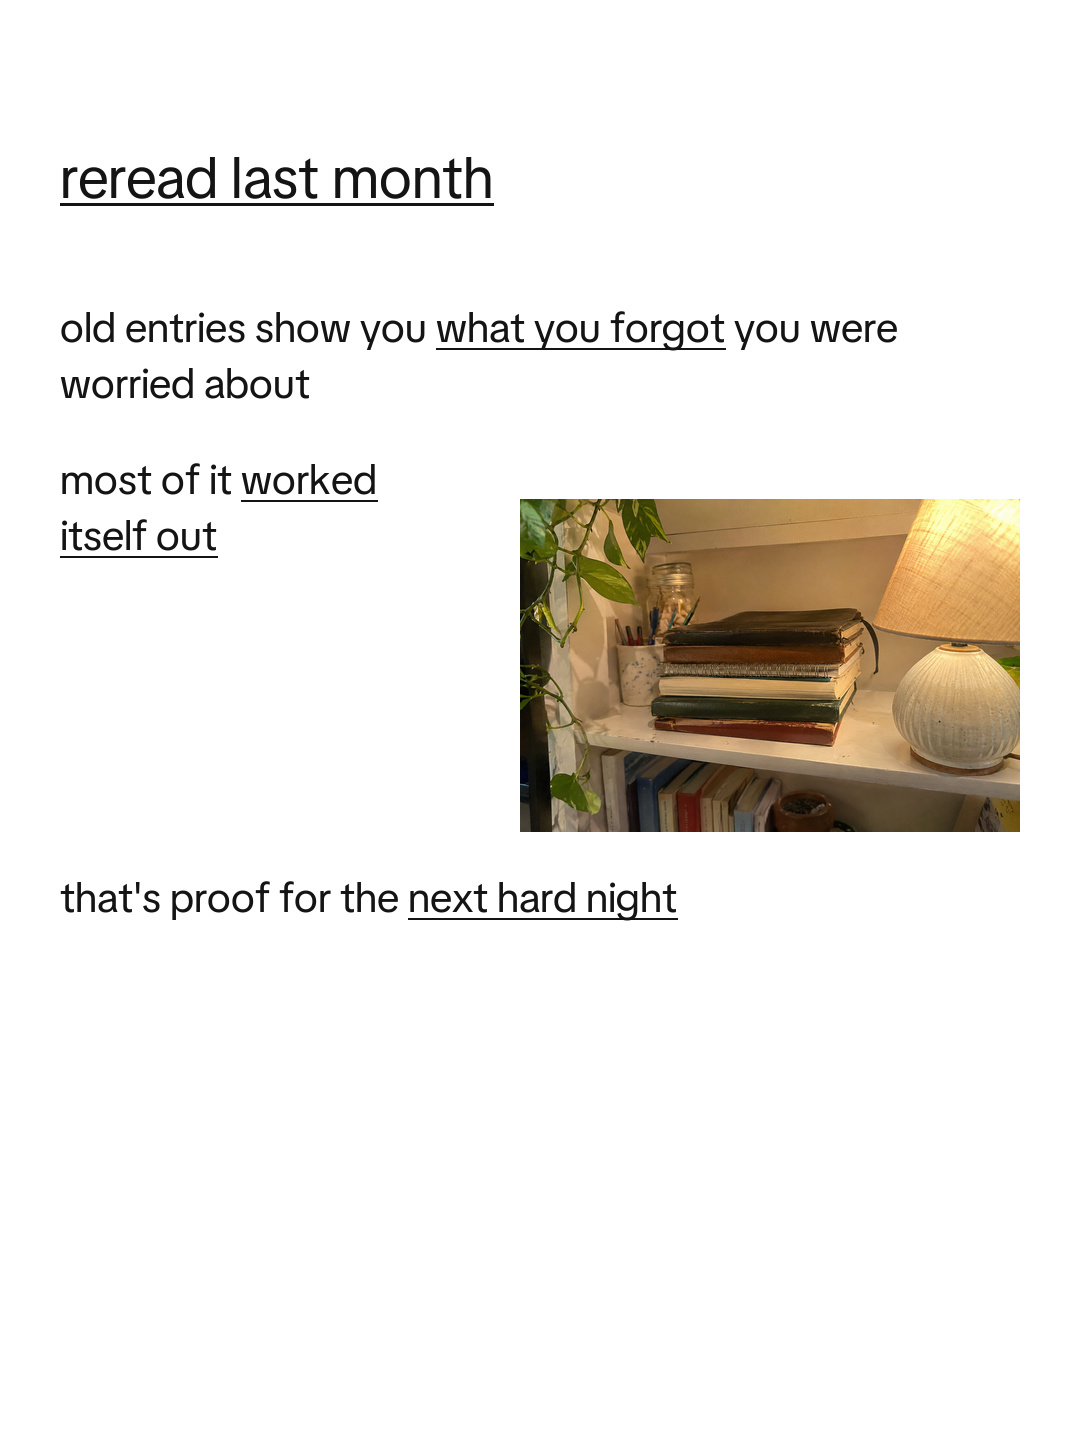 reread last month
old entries show you what you forgot you were
worried about
most of it worked
itself out
that's proof for the next hard night